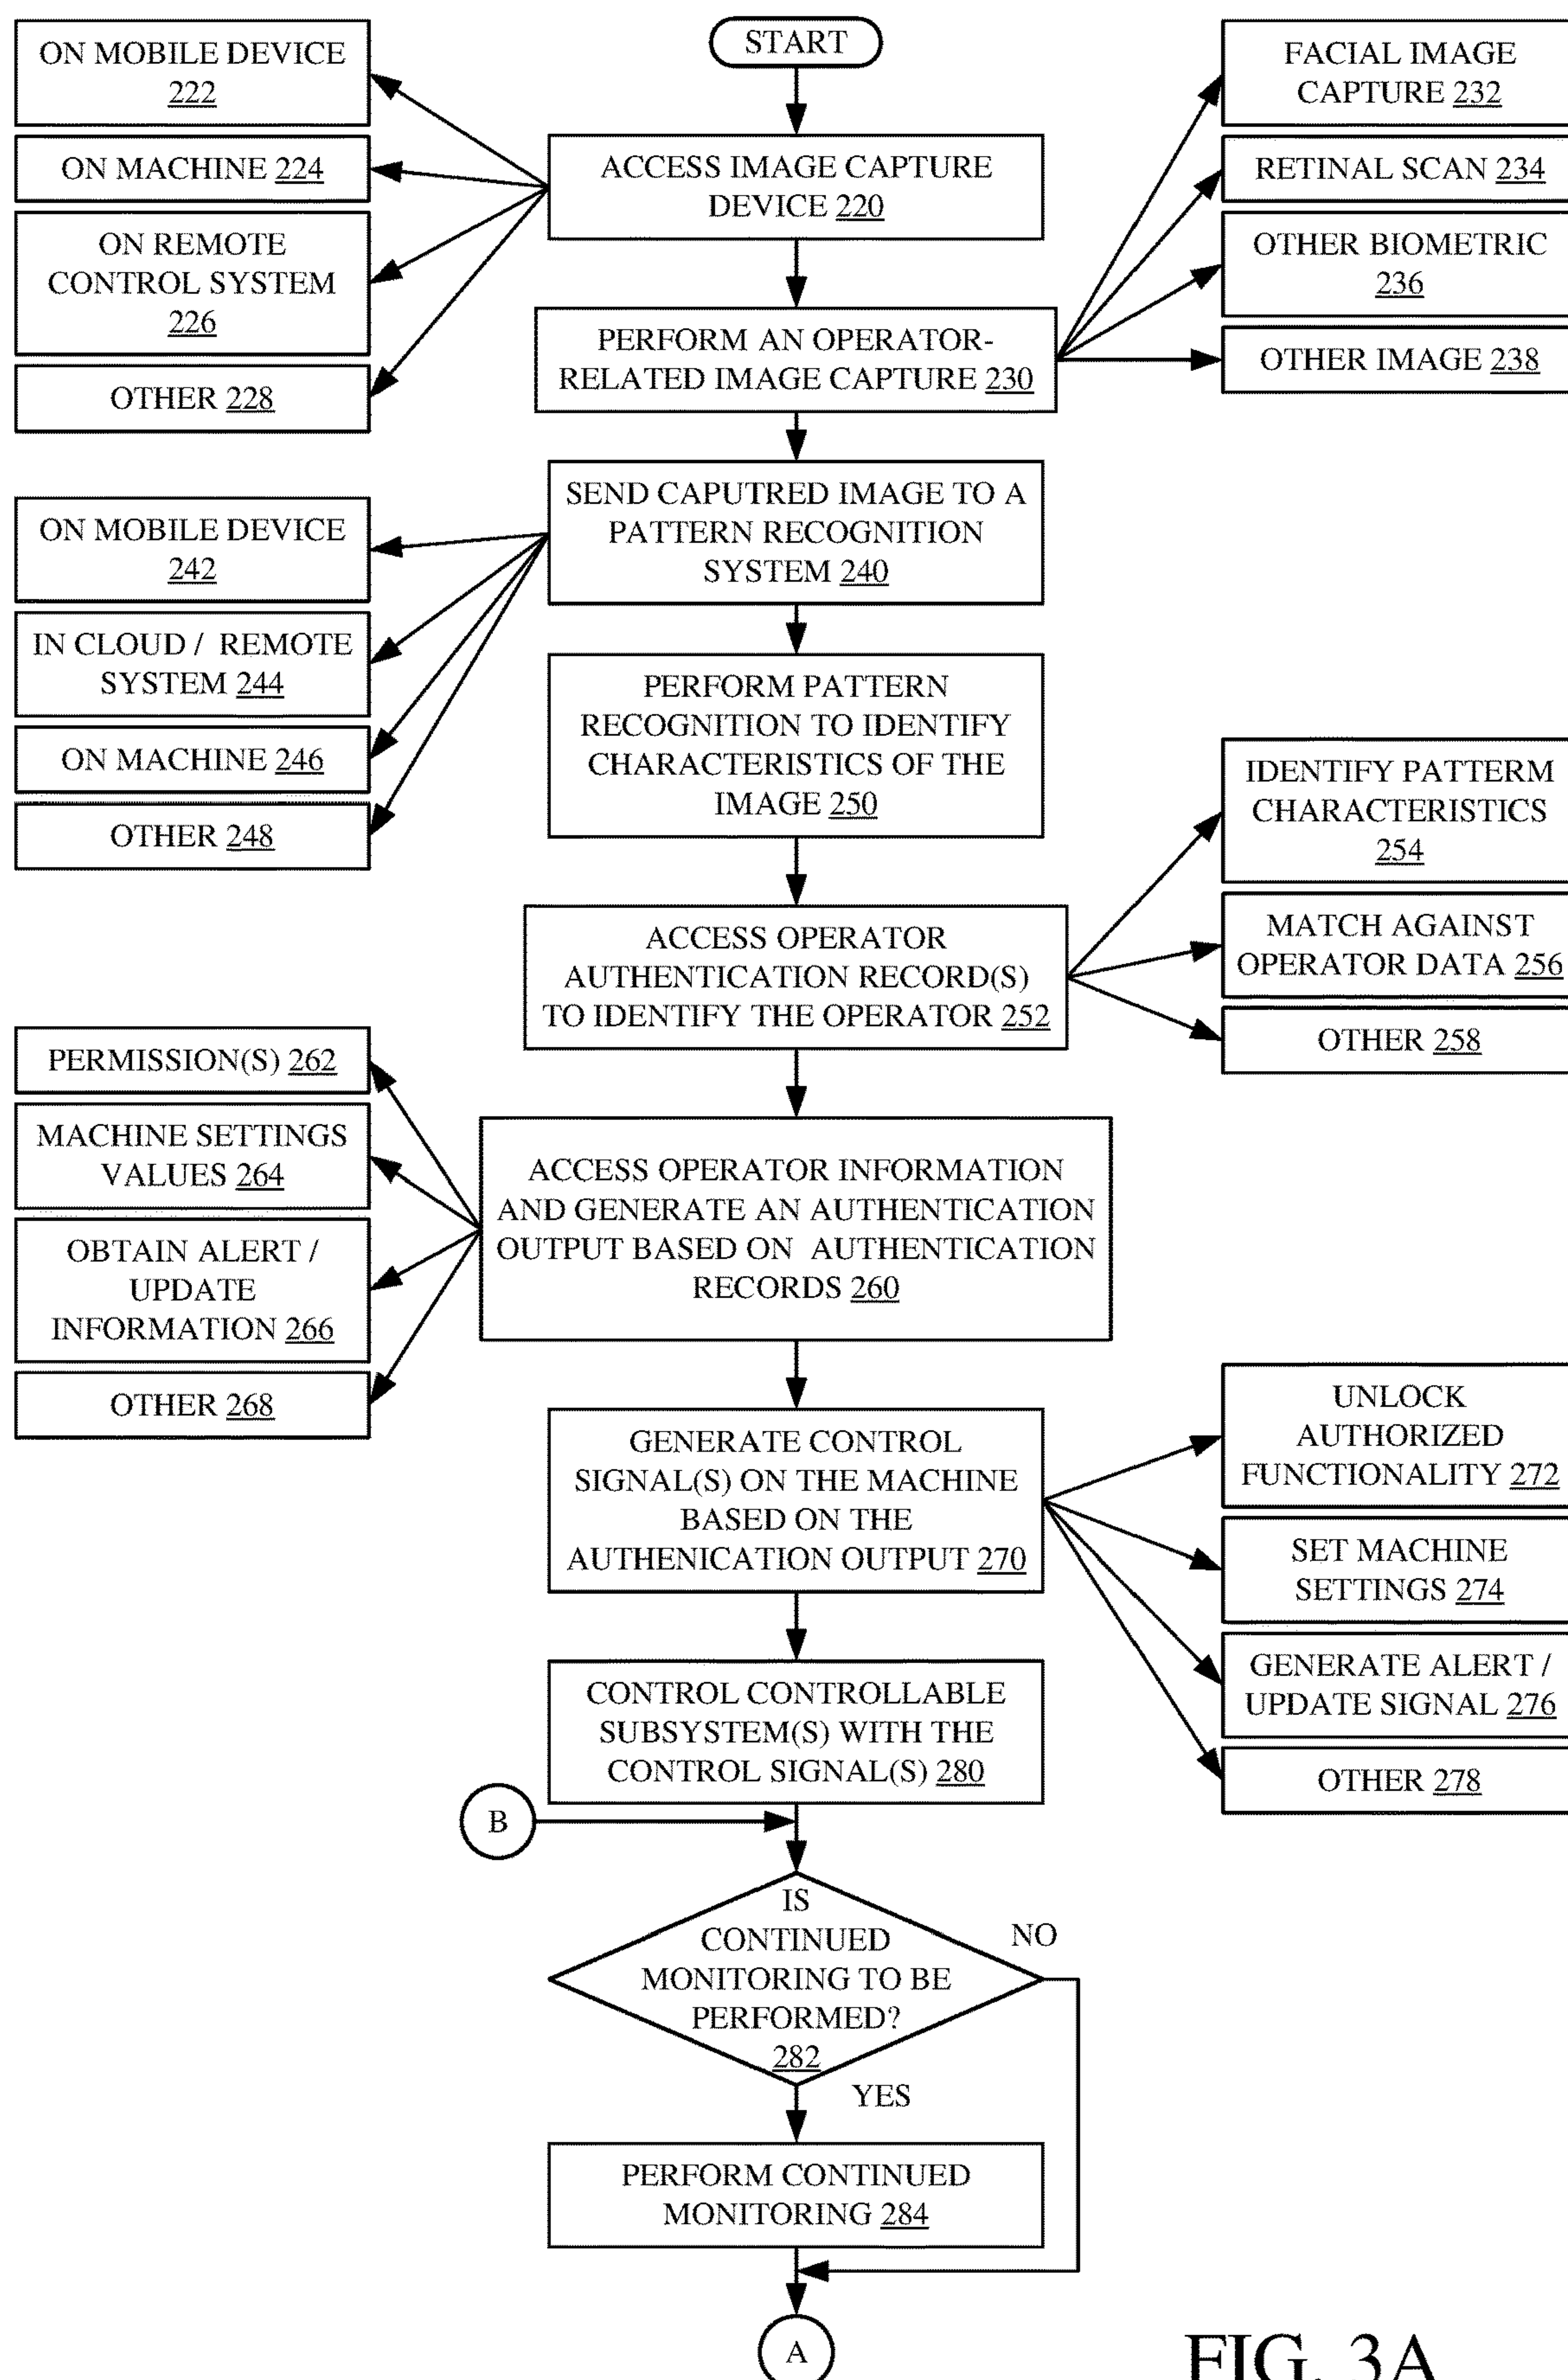 START
ON MOBILE DEVICE
222
ON MACHINE 224
ON REMOTE
CONTROL SYSTEM
226
OTHER 228
ACCESS IMAGE CAPTURE
DEVICE 220
FACIAL IMAGE
CAPTURE 232
RETINAL SCAN 234
OTHER BIOMETRIC
236
OTHER IMAGE 238
PERFORM AN OPERATOR-
RELATED IMAGE CAPTURE 230
SEND CAPUTRED IMAGE TO A
PATTERN RECOGNITION
SYSTEM 240
ON MOBILE DEVICE
242
IN CLOUD / REMOTE
SYSTEM 244
ON MACHINE 246
OTHER 248
PERFORM PATTERN
RECOGNITION TO IDENTIFY
CHARACTERISTICS OF THE
IMAGE 250
IDENTIFY PATTERM
CHARACTERISTICS
254
MATCH AGAINST
OPERATOR DATA 256
OTHER 258
ACCESS OPERATOR
AUTHENTICATION RECORD(S)
TO IDENTIFY THE OPERATOR 252
PERMISSION(S) 262
MACHINE SETTINGS
VALUES 264
OBTAIN ALERT /
UPDATE
INFORMATION 266
OTHER 268
ACCESS OPERATOR INFORMATION
AND GENERATE AN AUTHENTICATION
OUTPUT BASED ON AUTHENTICATION
RECORDS 260
GENERATE CONTROL
SIGNAL(S) ON THE MACHINE
BASED ON THE
AUTHENICATION OUTPUT 270
UNLOCK
AUTHORIZED
FUNCTIONALITY 272
SET MACHINE
SETTINGS 274
GENERATE ALERT /
UPDATE SIGNAL 276
OTHER 278
CONTROL CONTROLLABLE
SUBSYSTEM(S) WITH THE
CONTROL SIGNAL(S) 280
B
IS
CONTINUED
MONITORING TO BE
PERFORMED?
282
NO
YES
PERFORM CONTINUED
MONITORING 284
A
FIG. 3A